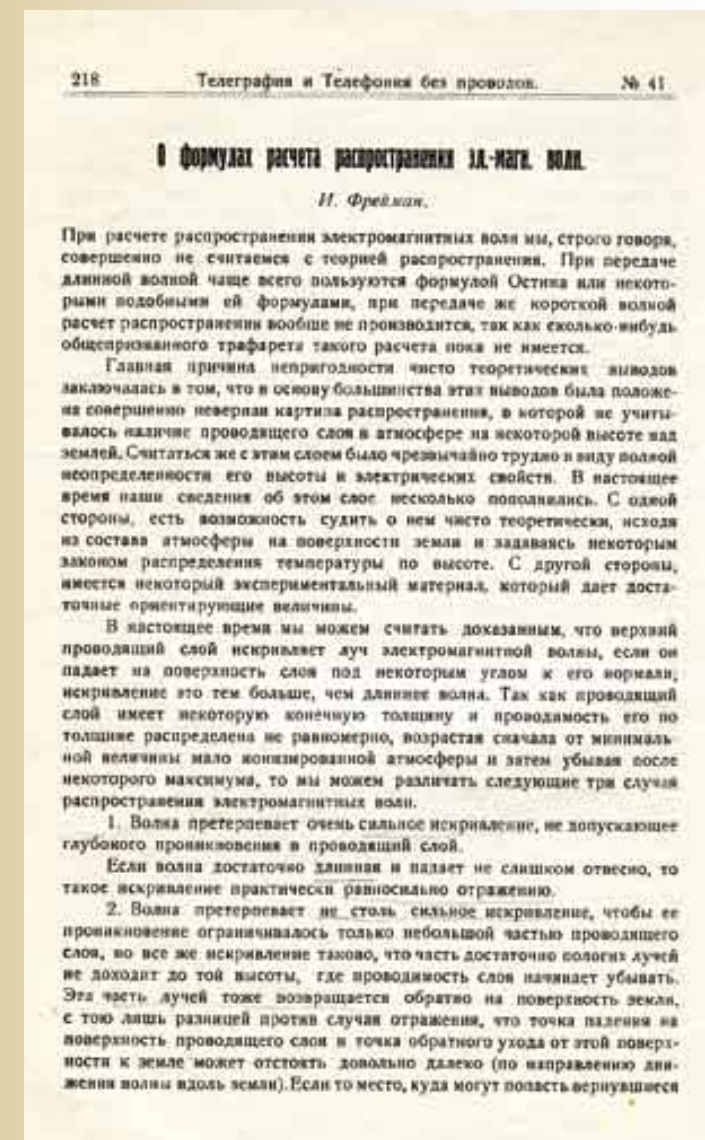 218 Телеграфия и Телефония без проводов. № 41
О формулах расчета распространения эл.-магн. волн.
И. Фрейман.
При расчете распространения электромагнитных волн мы, строго говоря,
совершенно не считаемся с теорией распространения. При передаче
длинной волной чаще всего пользуются формулой Остина или некото-
рыми подобными ей формулами, при передаче же короткой волной
расчет распространения вообще не производится, так как сколько-нибудь
общепризнанного трафарета такого расчета пока не имеется.
Главная причина непригодности чисто теоретических выводов
заключалась в том, что в основу большинства этих выводов была положе-
на совершенно неверная картина распространения, в которой не учиты-
валось наличие проводящего слоя в атмосфере на некоторой высоте над
землей. Считаться же с этим слоем было чрезвычайно трудно в виду полной
неопределенности его высоты и электрических свойств. В настоящее
время наши сведения об этом слое несколько пополнились. С одной
стороны, есть возможность судить о нем чисто теоретически, исходя
из состава атмосферы на поверхности земли и задаваясь некоторым
законом распределения температуры по высоте. С другой стороны,
имеется некоторый экспериментальный материал, который дает доста-
точные ориентирующие величины.
В настоящее время мы можем считать доказанным, что верхний
проводящий слой искривляет луч электромагнитной волны, если он
падает на поверхность слоя под некоторым углом к его нормали,
искривление это тем больше, чем длиннее волна. Так как проводящий
слой имеет некоторую конечную толщину и проводимость его по
толщине распределена не равномерно, возрастая сначала от минималь-
ной величины мало ионизированной атмосферы и затем убывая после
некоторого максимума, то мы можем различать следующие три случая
распространения электромагнитных волн.
1. Волна претерпевает очень сильное искривление, не допускающее
глубокого проникновения в проводящий слой.
Если волна достаточно длинная и падает не слишком отвесно, то
такое искривление практически равносильно отражению.
2. Волна претерпевает не столь сильное искривление, чтобы ее
проникновение ограничивалось только небольшой частью проводящего
слоя, но все же искривление таково, что часть достаточно пологих лучей
не доходит до той высоты, где проводимость слоя начинает убывать.
Эта часть лучей тоже возвращается обратно на поверхность земли,
с тою лишь разницей против случая отражения, что точка падения на
поверхность проводящего слоя и точка обратного ухода от этой поверх-
ности к земле может отстоять довольно далеко (по направлению дви-
жения волны вдоль земли). Если то место, куда могут попасть вернувшиеся